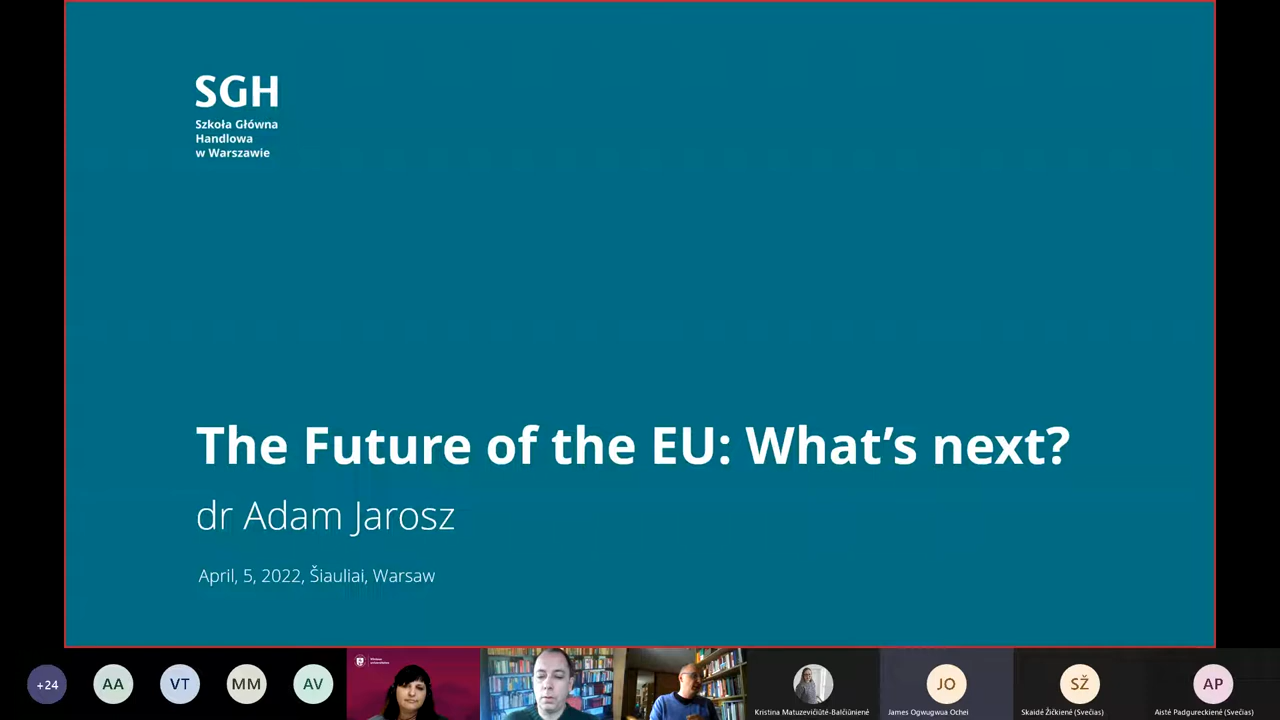 SGH
Szkoła Główna
Handlowa
w Warszawie
The Future of the EU: What's next?
dr Adam Jarosz
April, 5, 2022, Šiauliai, Warsaw
+24
AA
VT
MM
AV
JO
SŽ
AP
Kristina Matuzevičiūtė-Balčiūnienė
James Ogwugwua Ochei
Skaidė Žičkienė (Svečias)
Aistė Padgureckienė (Svečias)